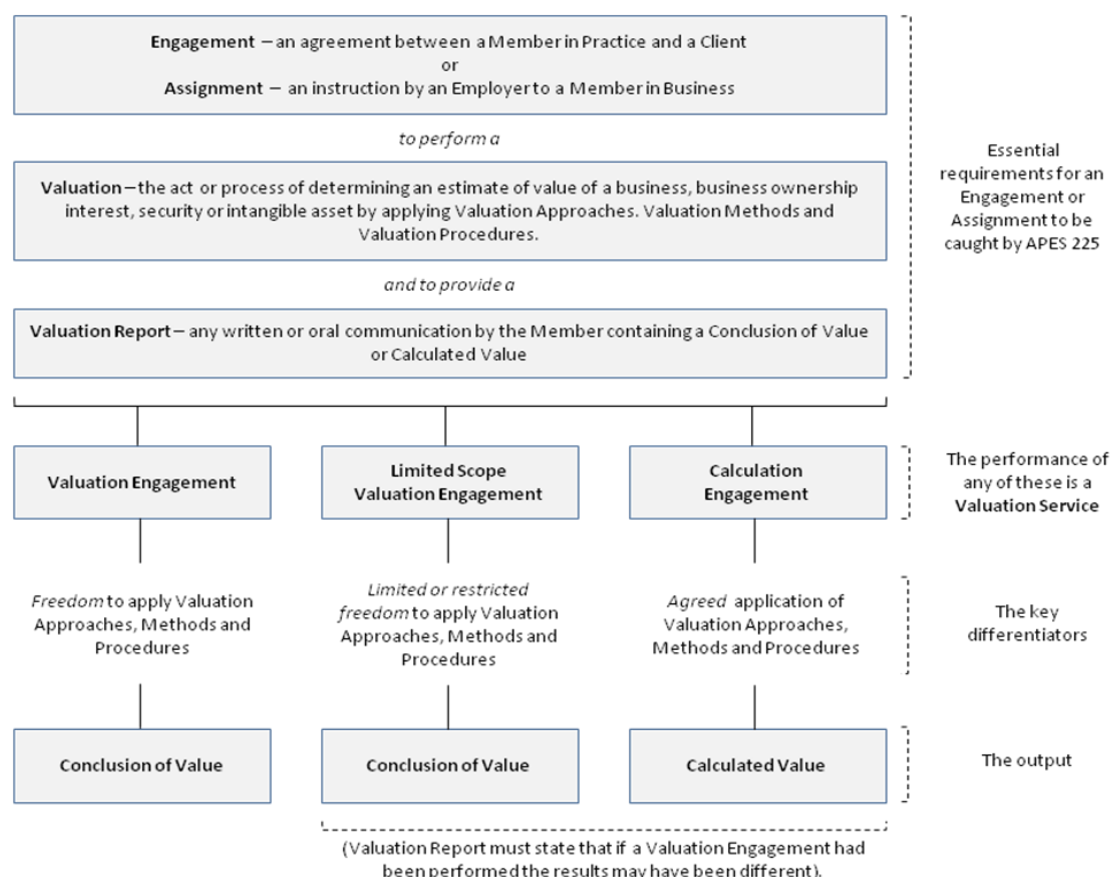 Engagement – an agreement between a Member in Practice and a Client
or
Assignment – an instruction by an Employer to a Member in Business
to perform a
Valuation – the act or process of determining an estimate of value of a business, business ownership
interest, security or intangible asset by applying Valuation Approaches. Valuation Methods and
Valuation Procedures.
and to provide a
Valuation Report – any written or oral communication by the Member containing a Conclusion of Value
or Calculated Value
Essential
requirements for an
Engagement or
Assignment to be
caught by APES 225
Valuation Engagement
Limited Scope
Valuation Engagement
Calculation
Engagement
The performance of
any of these is a
Valuation Service
Freedom to apply Valuation
Approaches, Methods and
Procedures
Limited or restricted
freedom to apply Valuation
Approaches, Methods and
Procedures
Agreed application of
Valuation Approaches,
Methods and Procedures
The key
differentiators
Conclusion of Value
Conclusion of Value
Calculated Value
The output
(Valuation Report must state that if a Valuation Engagement had
been performed the results may have been different).